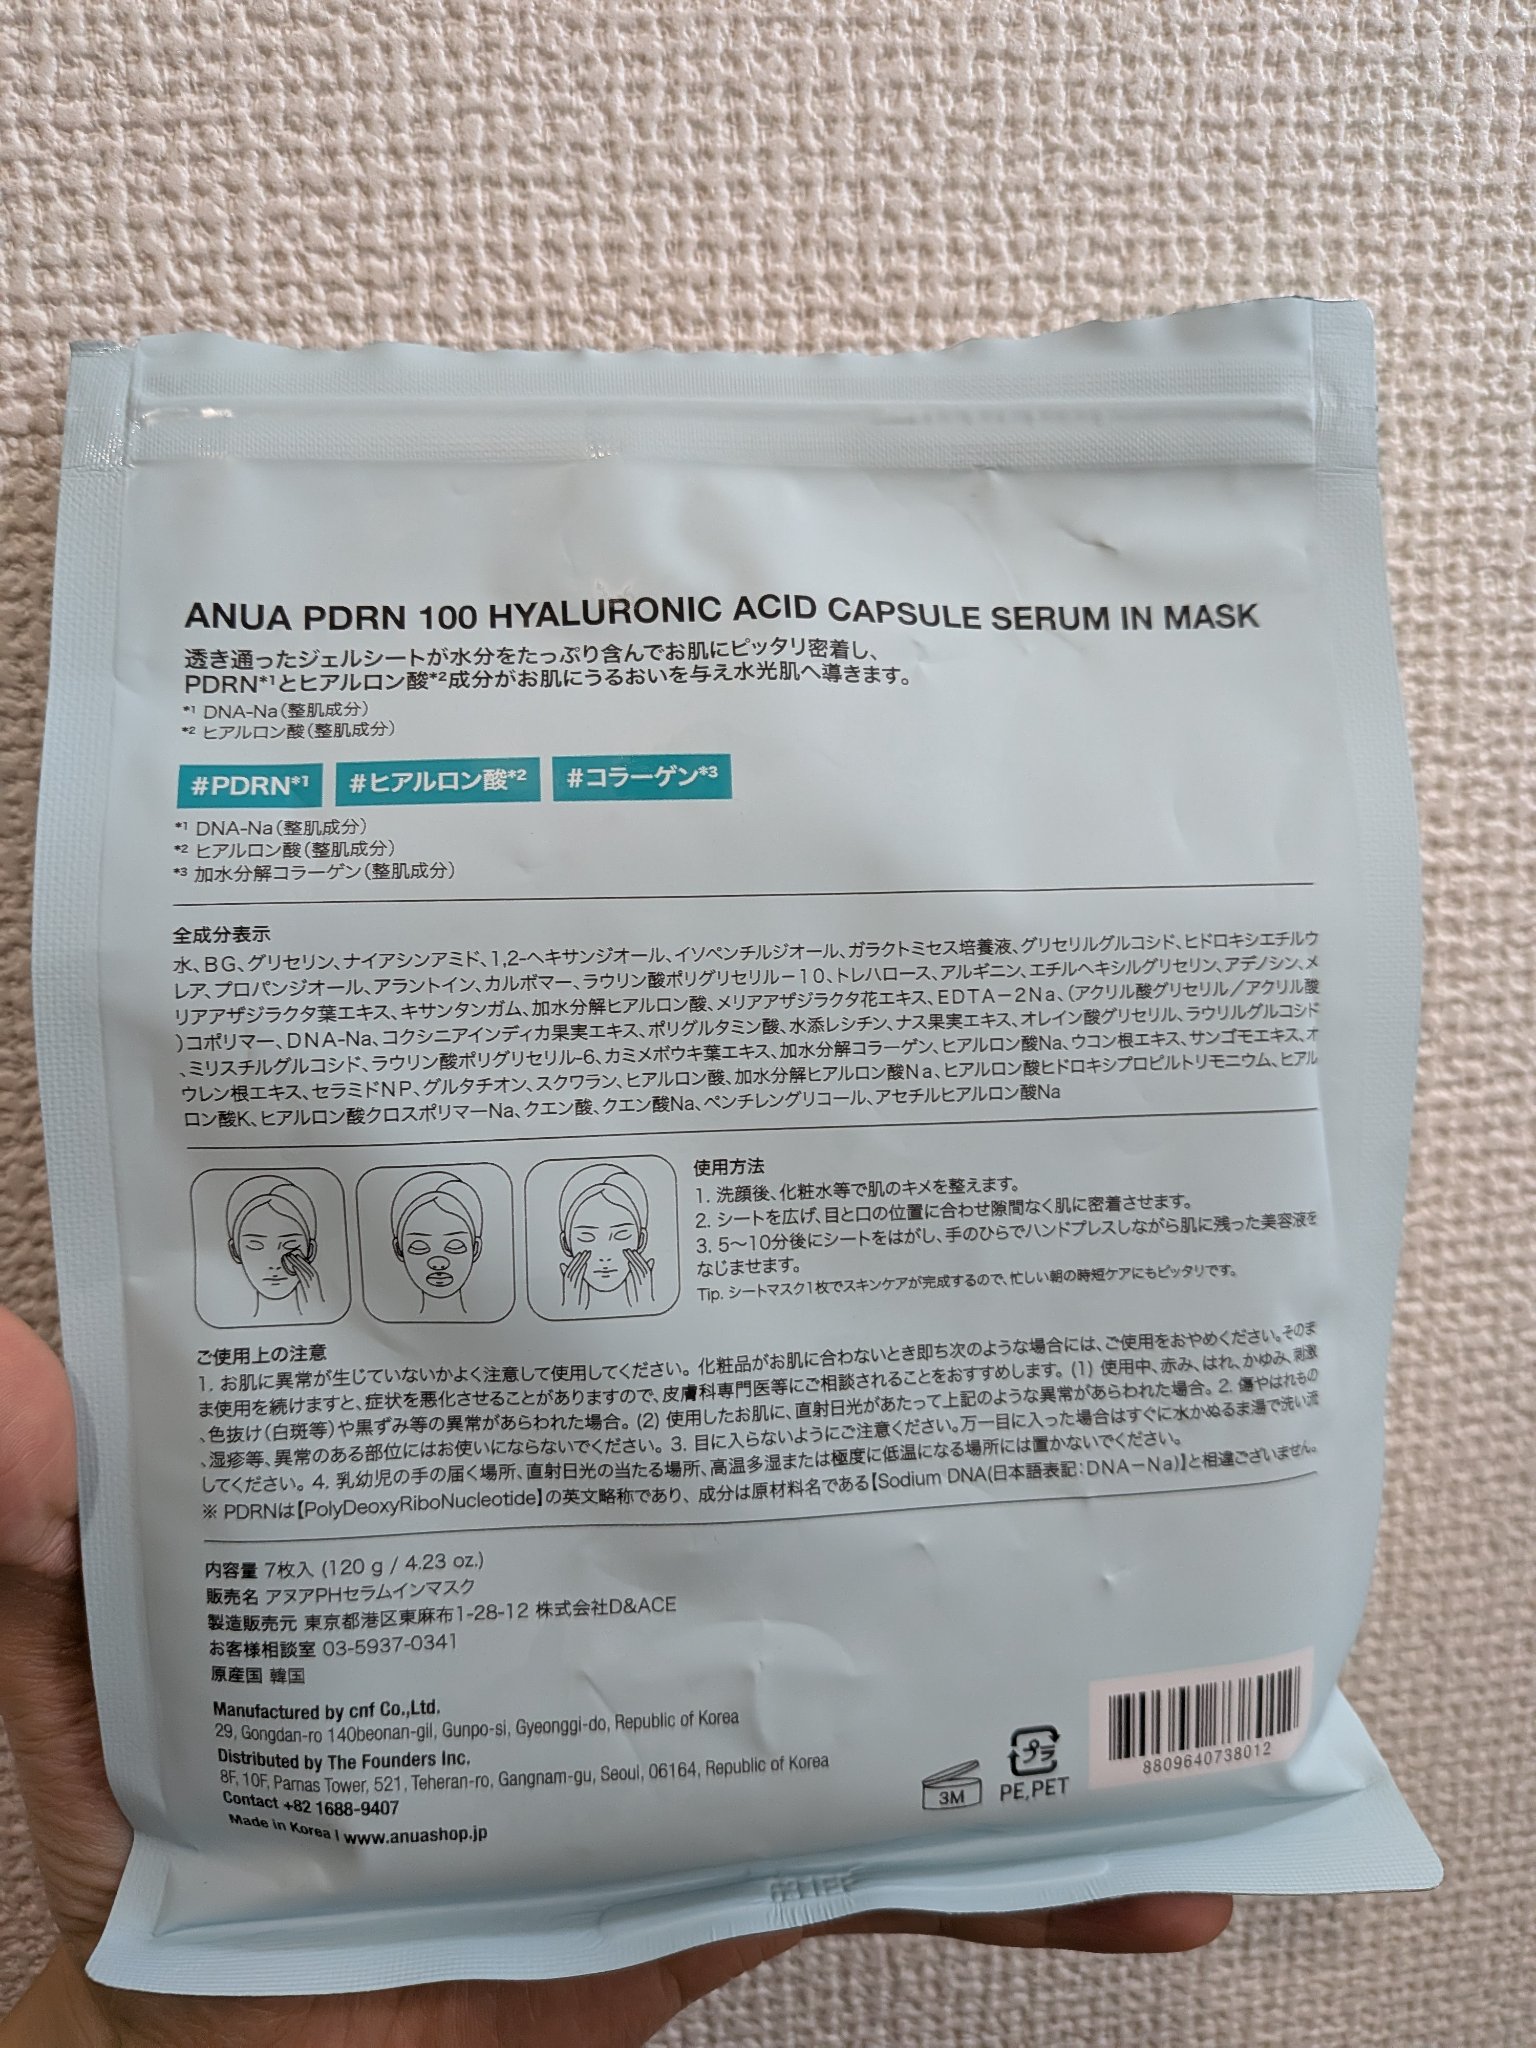 ANUA PDRN 100 HYALURONIC ACID CAPSULE SERUM IN MASK
透き通ったジェルシートが水分をたっぷり含んでお肌にピッタリ密着し、
PDRN*1とヒアルロン酸*2成分がお肌にうるおいを与え水光肌へ導きます。
*1 DNA-Na(整肌成分)
*2 ヒアルロン酸(整肌成分)
#PDRN*1 #ヒアルロン酸*2 #コラーゲン*3
*1 DNA-Na(整肌成分)
*2 ヒアルロン酸(整肌成分)
*3 加水分解コラーゲン(整肌成分)
全成分表示
水、BG、グリセリン、ナイアシンアミド、1,2-ヘキサンジオール、イソペンチルジオール、ガラクトミセス培養液、グリセリルグルコシド、ヒドロキシエチルウ
レア、プロパンジオール、アラントイン、カルボマー、ラウリン酸ポリグリセリル－10、トレハロース、アルギニン、エチルヘキシルグリセリン、アデノシン、メ
リアアザジラクタ葉エキス、キサンタンガム、加水分解ヒアルロン酸、メリアアザジラクタ花エキス、EDTA－2Na、(アクリル酸グリセリル／アクリル酸
)コポリマー、DNA-Na、コクシニアインディカ果実エキス、ポリグルタミン酸、水添レシチン、ナス果実エキス、オレイン酸グリセリル、ラウリルグルコシド
、ミリスチルグルコシド、ラウリン酸ポリグリセリル-6、カミメボウキ葉エキス、加水分解コラーゲン、ヒアルロン酸Na、ウコン根エキス、サンゴモエキス、オ
ウレン根エキス、セラミドNP、グルタチオン、スクワラン、ヒアルロン酸、加水分解ヒアルロン酸Na、ヒアルロン酸ヒドロキシプロピルトリモニウム、ヒアル
ロン酸K、ヒアルロン酸クロスポリマーNa、クエン酸、クエン酸Na、ペンチレングリコール、アセチルヒアルロン酸Na
使用方法
1. 洗顔後、化粧水等で肌のキメを整えます。
2. シートを広げ、目と口の位置に合わせ隙間なく肌に密着させます。
3. 5〜10分後にシートをはがし、手のひらでハンドプレスしながら肌に残った美容液を
なじませます。
Tip. シートマスク1枚でスキンケアが完成するので、忙しい朝の時短ケアにもピッタリです。
ご使用上の注意
1. お肌に異常が生じていないかよく注意して使用してください。化粧品がお肌に合わないとき即ち次のような場合には、ご使用をおやめください。そのま
ま使用を続けますと、症状を悪化させることがありますので、皮膚科専門医等にご相談されることをおすすめします。(1) 使用中、赤み、はれ、かゆみ、刺激
、色抜け(白斑等)や黒ずみ等の異常があらわれた場合。(2) 使用したお肌に、直射日光があたって上記のような異常があらわれた場合。2. 傷やはれもの
、湿疹等、異常のある部位にはお使いにならないでください。3. 目に入らないようにご注意ください。万一目に入った場合はすぐに水かぬるま湯で洗い流
してください。4. 乳幼児の手の届く場所、直射日光の当たる場所、高温多湿または極度に低温になる場所には置かないでください。
※ PDRNは【PolyDeoxyRiboNucleotide】の英文略称であり、成分は原材料名である【Sodium DNA(日本語表記：DNA－Na)】と相違ございません。
内容量 7枚入 (120 g / 4.23 oz.)
販売名 アヌアPHセラムインマスク
製造販売元 東京都港区東麻布1-28-12 株式会社D&ACE
お客様相談室 03-5937-0341
原産国 韓国
Manufactured by cnf Co.,Ltd.
29, Gongdan-ro 140beonan-gil, Gunpo-si, Gyeonggi-do, Republic of Korea
Distributed by The Founders Inc.
8F, 10F, Parnas Tower, 521, Teheran-ro, Gangnam-gu, Seoul, 06164, Republic of Korea
Contact +82 1688-9407
Made in Korea | www.anuashop.jp
3M
プラ
PE,PET
8809640738012